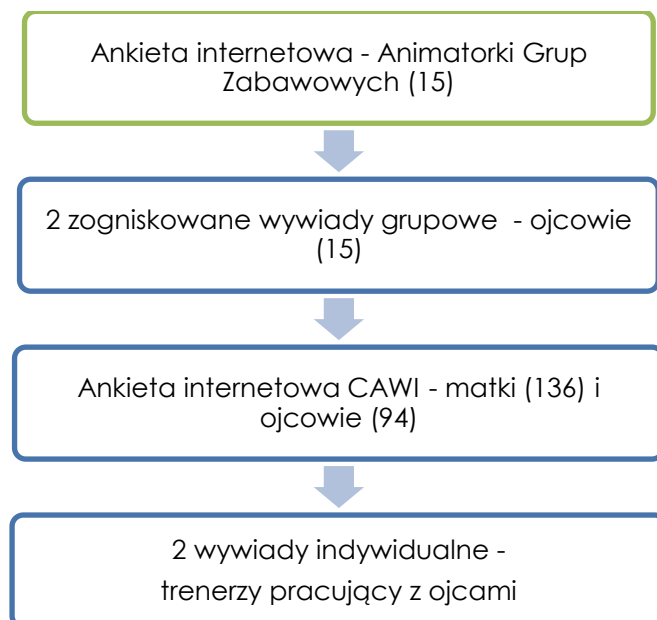 Ankieta internetowa - Animatorki Grup
Zabawowych (15)
2 zogniskowane wywiady grupowe - ojcowie
(15)
Ankieta internetowa CAWI - matki (136) i
ojcowie (94)
2 wywiady indywidualne -
trenerzy pracujący z ojcami